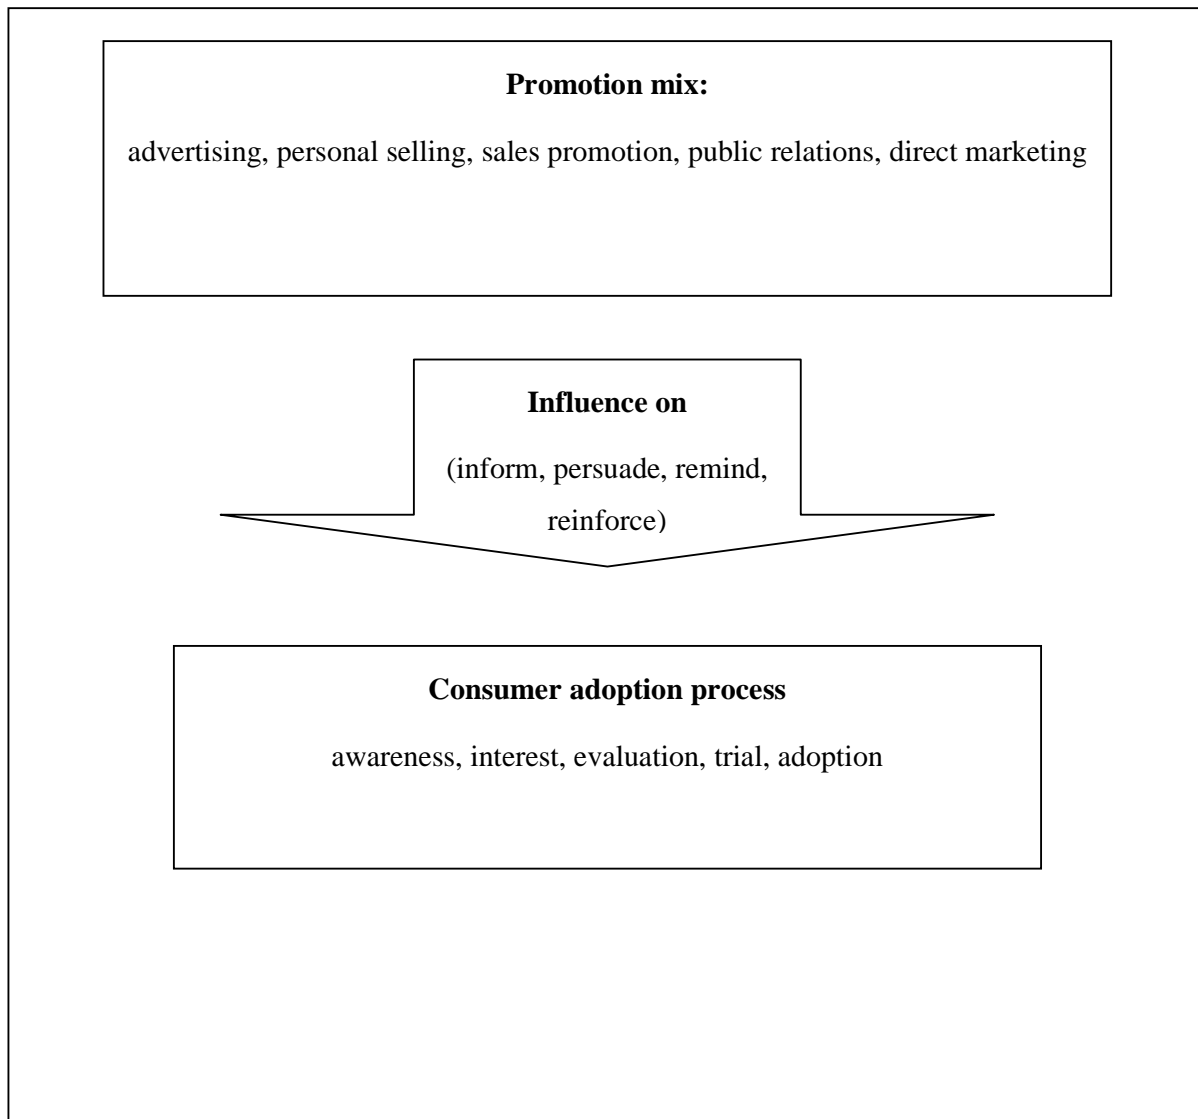 Promotion mix:
advertising, personal selling, sales promotion, public relations, direct marketing
Influence on
(inform, persuade, remind,
reinforce)
Consumer adoption process
awareness, interest, evaluation, trial, adoption